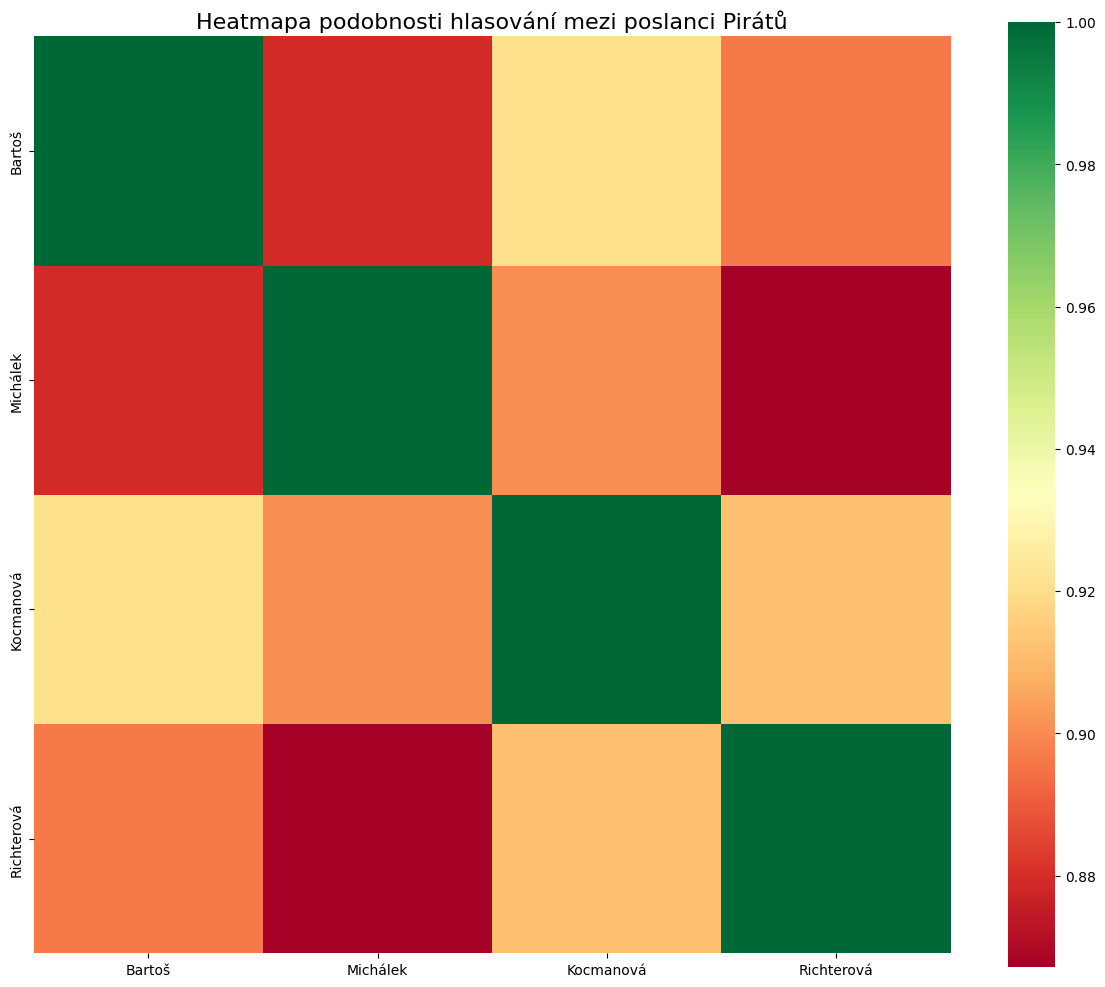 Heatmapa podobnosti hlasování mezi poslanci Pirátů
Bartoš
Michálek
Kocmanová
Richterová
Bartoš
Michálek
Kocmanová
Richterová
1.00
0.98
0.96
0.94
0.92
0.90
0.88